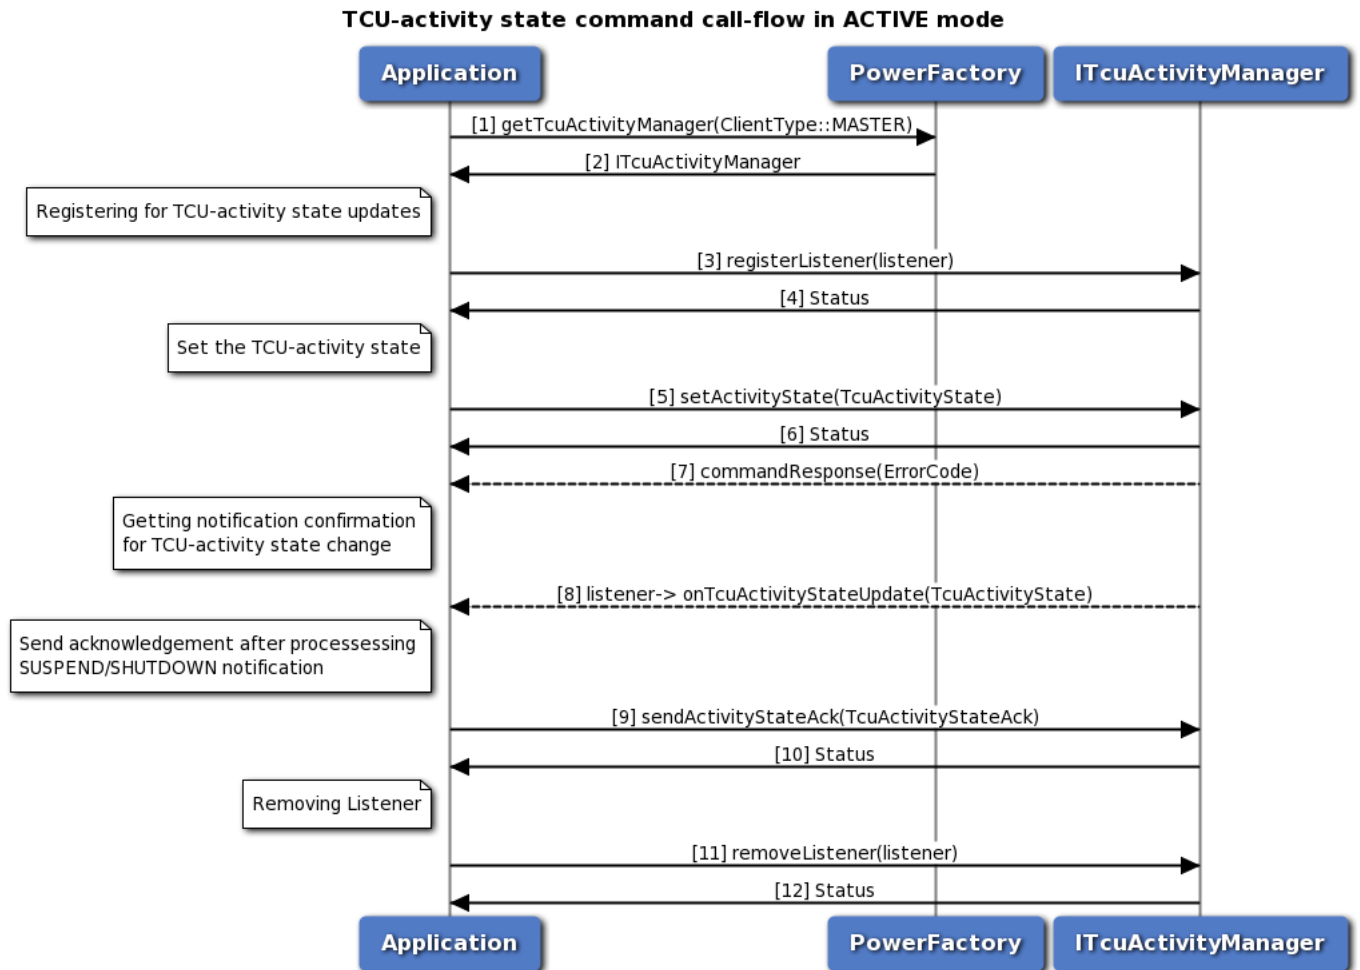 TCU-activity state command call-flow in ACTIVE mode
Application
PowerFactory
ITcuActivityManager
[1] getTcuActivityManager(ClientType::MASTER)
[2] ITcuActivityManager
Registering for TCU-activity state updates
[3] registerListener(listener)
[4] Status
Set the TCU-activity state
[5] setActivityState(TcuActivityState)
[6] Status
[7] commandResponse(ErrorCode)
Getting notification confirmation
for TCU-activity state change
[8] listener-> onTcuActivityStateUpdate(TcuActivityState)
Send acknowledgement after processessing
SUSPEND/SHUTDOWN notification
[9] sendActivityStateAck(TcuActivityStateAck)
[10] Status
Removing Listener
[11] removeListener(listener)
[12] Status
Application
PowerFactory
ITcuActivityManager